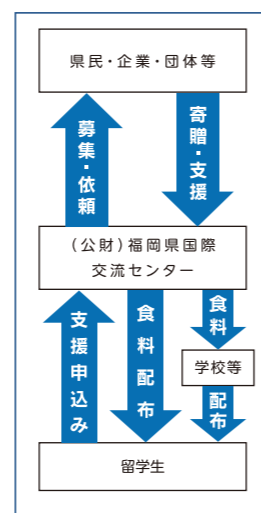 県民・企業・団体等
募集・依頼
寄贈・支援
(公財)福岡県国際
交流センター
支援申込み
食料配布
食料
学校等
配布
留学生